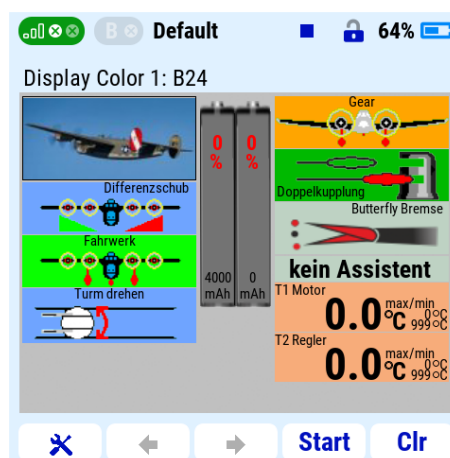 B Default 64%
Display Color 1: B24
Differenzschub
Fahrwerk
Turm drehen
0
%
4000
mAh
0
%
0
mAh
Gear
Doppelkupplung
Butterfly Bremse
kein Assistent
T1 Motor
0.0°C
max/min
0°C
999°C
T2 Regler
0.0°C
max/min
0°C
999°C
Start Clr